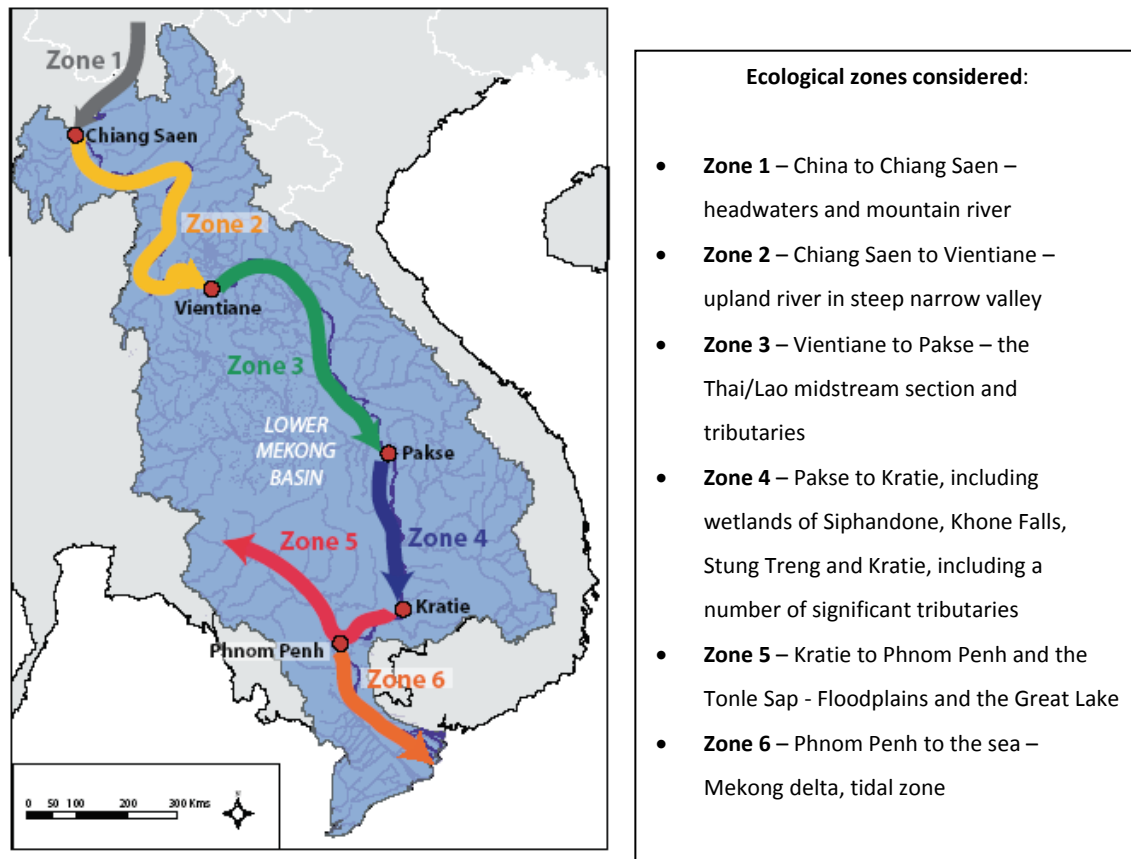 Zone 1
Chiang Saen
Zone 2
Vientiane
Zone 3
LOWER
MEKONG
BASIN
Pakse
Zone 5
Zone 4
Kratie
Phnom Penh
Zone 6
0 50 100 200 300 Kms
Ecological zones considered:
• Zone 1 – China to Chiang Saen –
headwaters and mountain river
• Zone 2 – Chiang Saen to Vientiane –
upland river in steep narrow valley
• Zone 3 – Vientiane to Pakse – the
Thai/Lao midstream section and
tributaries
• Zone 4 – Pakse to Kratie, including
wetlands of Siphandone, Khone Falls,
Stung Treng and Kratie, including a
number of significant tributaries
• Zone 5 – Kratie to Phnom Penh and the
Tonle Sap - Floodplains and the Great Lake
• Zone 6 – Phnom Penh to the sea –
Mekong delta, tidal zone